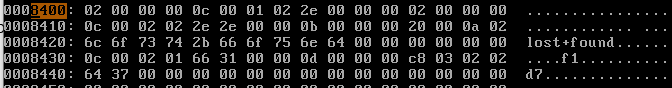 0008400: 02 00 00 00 0c 00 01 02 2e 00 00 00 02 00 00 00 ................
0008410: 0c 00 02 02 2e 2e 00 00 0b 00 00 00 20 00 0a 02 ............ ...
0008420: 6c 6f 73 74 2b 66 6f 75 6e 64 00 00 00 00 00 00 lost+found......
0008430: 0c 00 02 01 66 31 00 00 0d 00 00 00 c8 03 02 02 ....f1..........
0008440: 64 37 00 00 00 00 00 00 00 00 00 00 00 00 00 00 d7..............